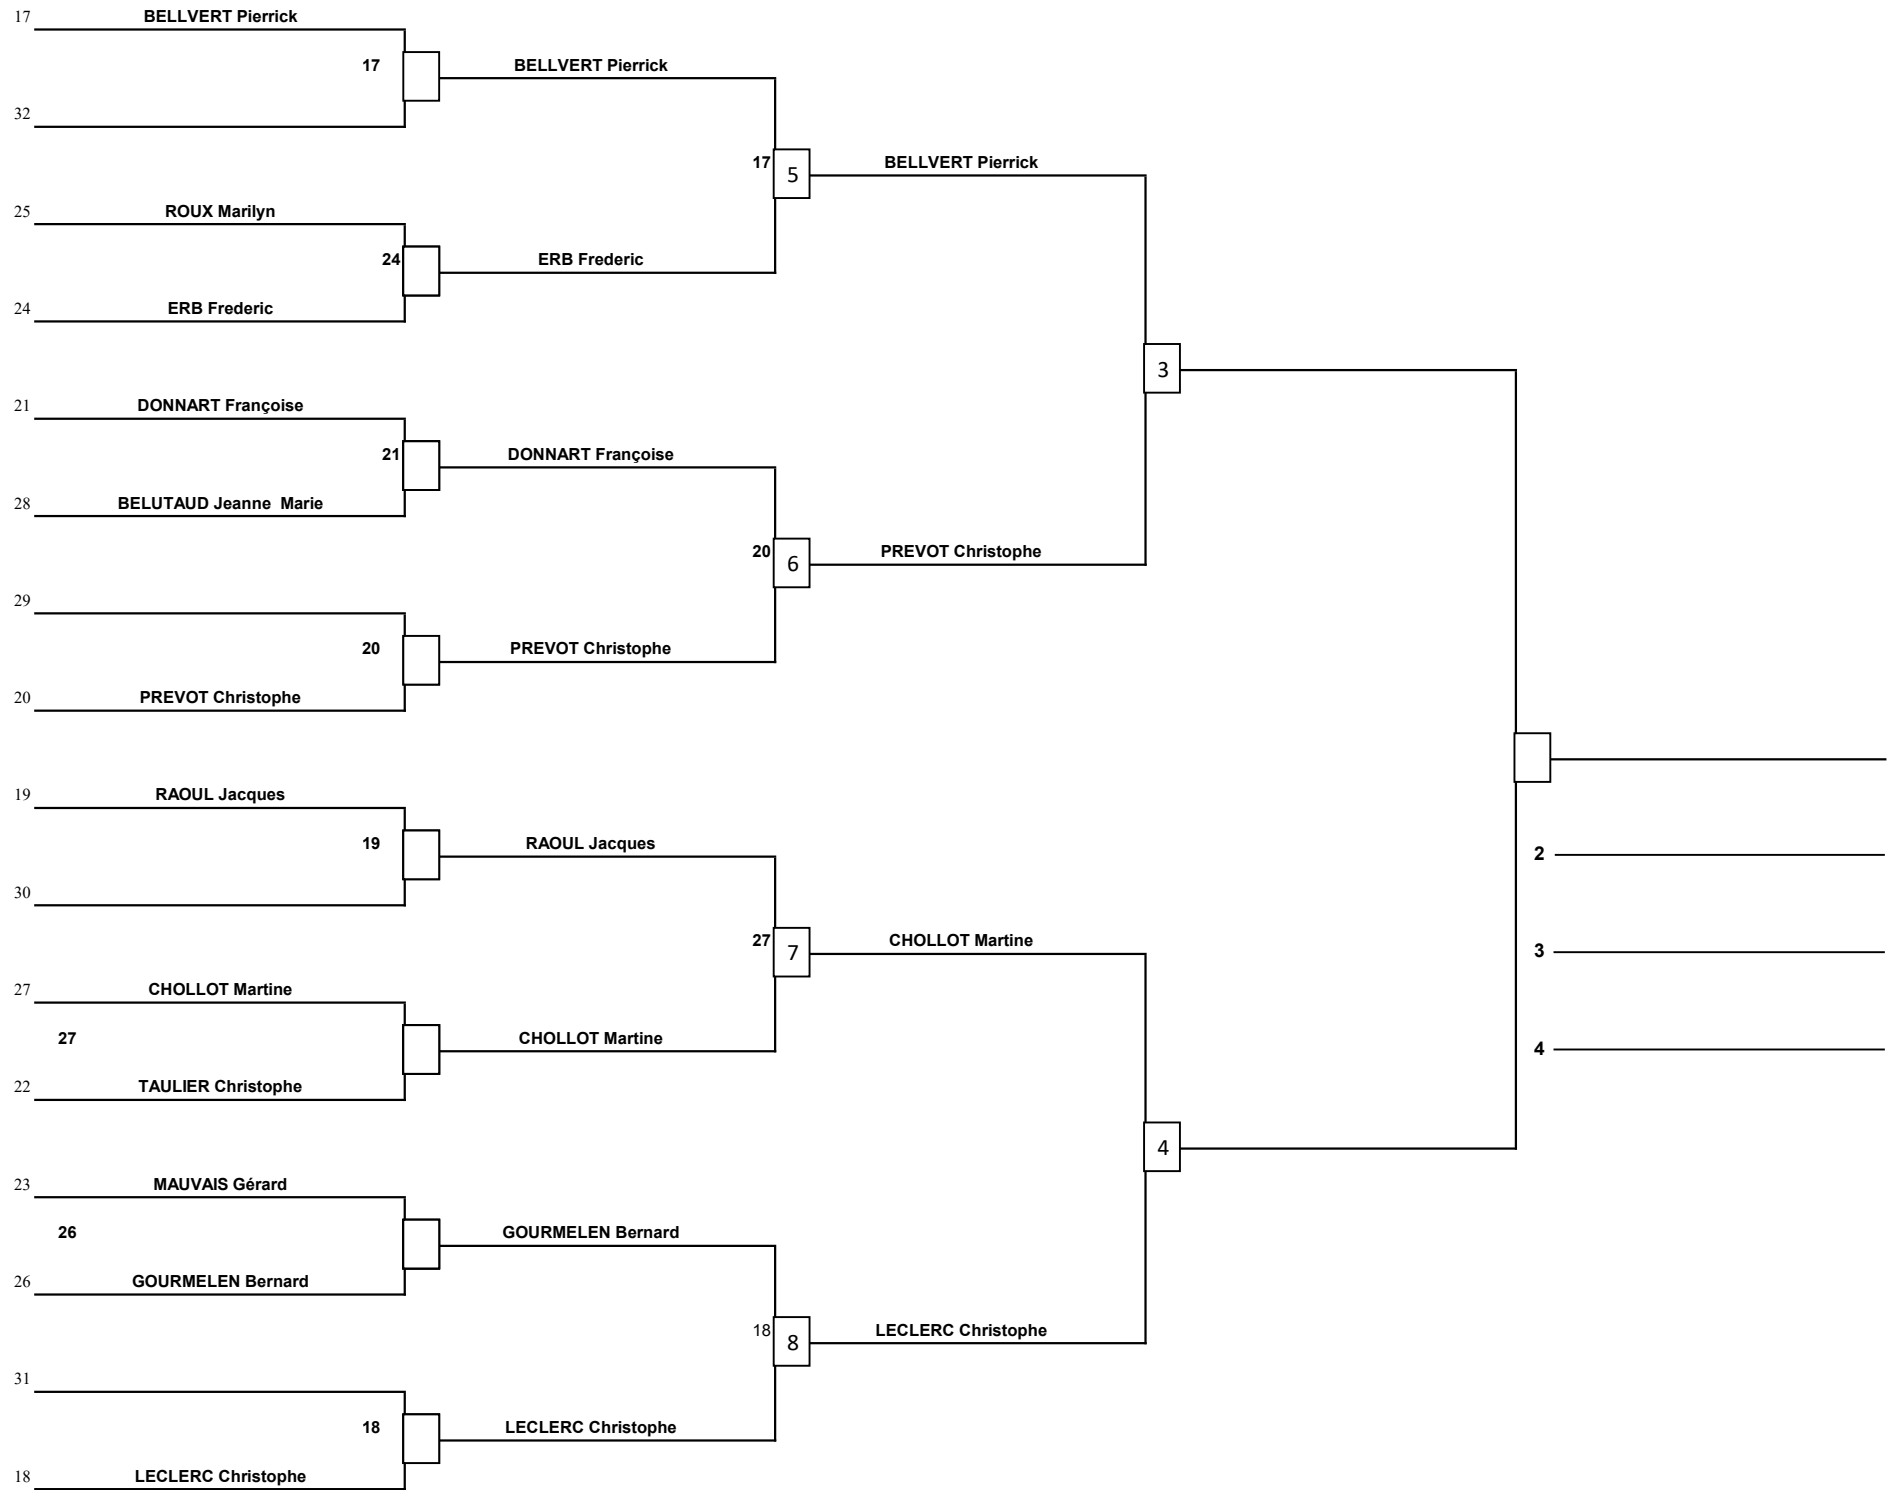 17 BELLVERT Pierrick
17 BELLVERT Pierrick
32
17 5 BELLVERT Pierrick
25 ROUX Marilyn
24 ERB Frederic
24 ERB Frederic
3
21 DONNART Françoise
21 DONNART Françoise
28 BELUTAUD Jeanne  Marie
20 6 PREVOT Christophe
29
20 PREVOT Christophe
20 PREVOT Christophe
19 RAOUL Jacques
19 RAOUL Jacques
2
30
27 7 CHOLLOT Martine
3
27 CHOLLOT Martine
27 CHOLLOT Martine
4
22 TAULIER Christophe
4
23 MAUVAIS Gérard
26 GOURMELEN Bernard
26 GOURMELEN Bernard
18 8 LECLERC Christophe
31
18 LECLERC Christophe
18 LECLERC Christophe